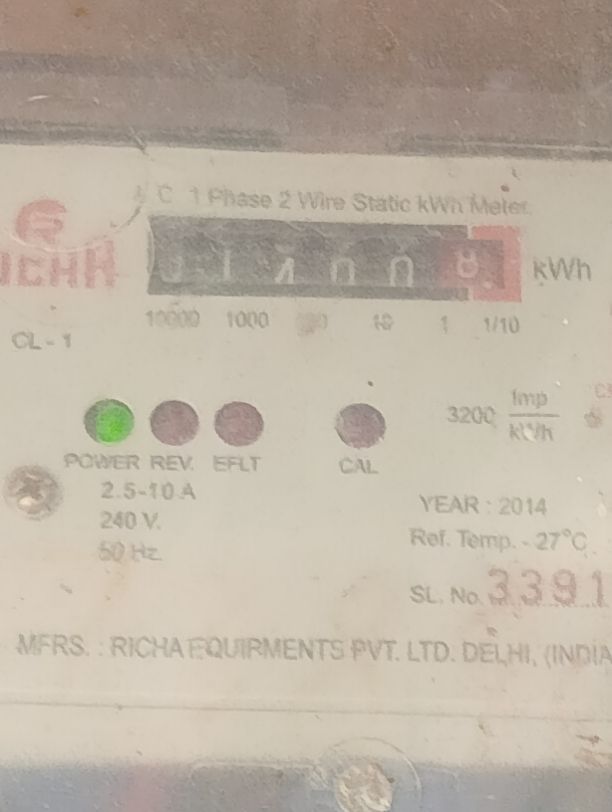 A C 1 Phase 2 Wire Static kWh Meter
kWh
10000 1000 10 1 1/10
CL - 1
3200 Imp/kWh
POWER REV. EFLT CAL
2.5-10 A
240 V.
50 Hz.
YEAR : 2014
Ref. Temp. - 27°C
SL. No. 3391
MFRS. : RICHA EQUIRMENTS PVT. LTD. DELHI, (INDIA